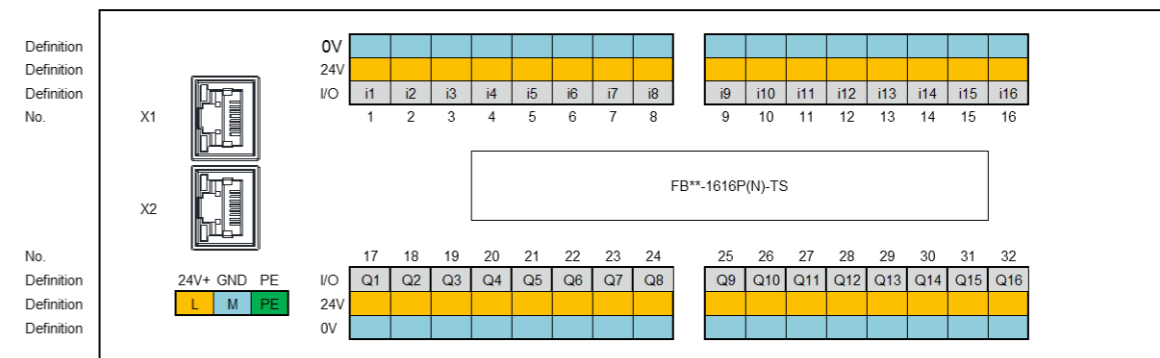 Definition 0V
Definition 24V
Definition I/O i1 i2 i3 i4 i5 i6 i7 i8 i9 i10 i11 i12 i13 i14 i15 i16
No. X1 1 2 3 4 5 6 7 8 9 10 11 12 13 14 15 16
FB**-1616P(N)-TS
X2
No. 17 18 19 20 21 22 23 24 25 26 27 28 29 30 31 32
Definition 24V+ GND PE I/O Q1 Q2 Q3 Q4 Q5 Q6 Q7 Q8 Q9 Q10 Q11 Q12 Q13 Q14 Q15 Q16
Definition L M PE 24V
Definition 0V